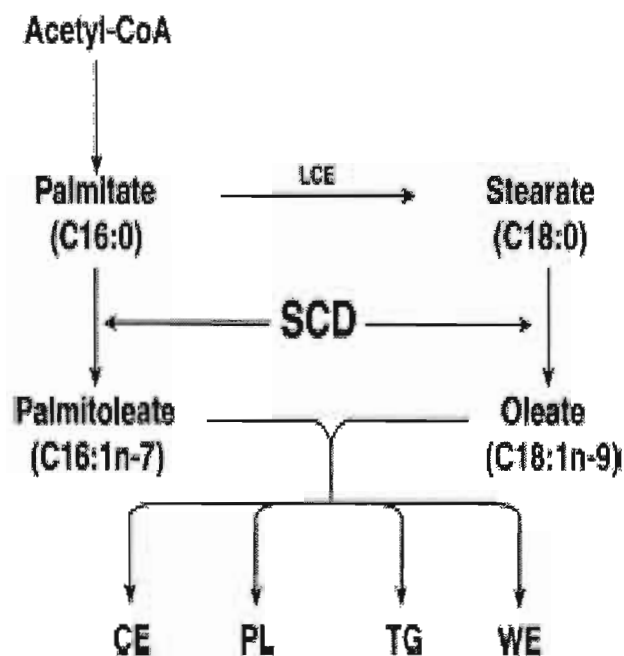 Acetyl-CoA
LCE
Palmitate
Stearate
(C16:0)
(C18:0)
SCD
Palmitoleate
Oleate
(C16:1n-7)
(C18:1n-9)
CE
PL
TG
WE